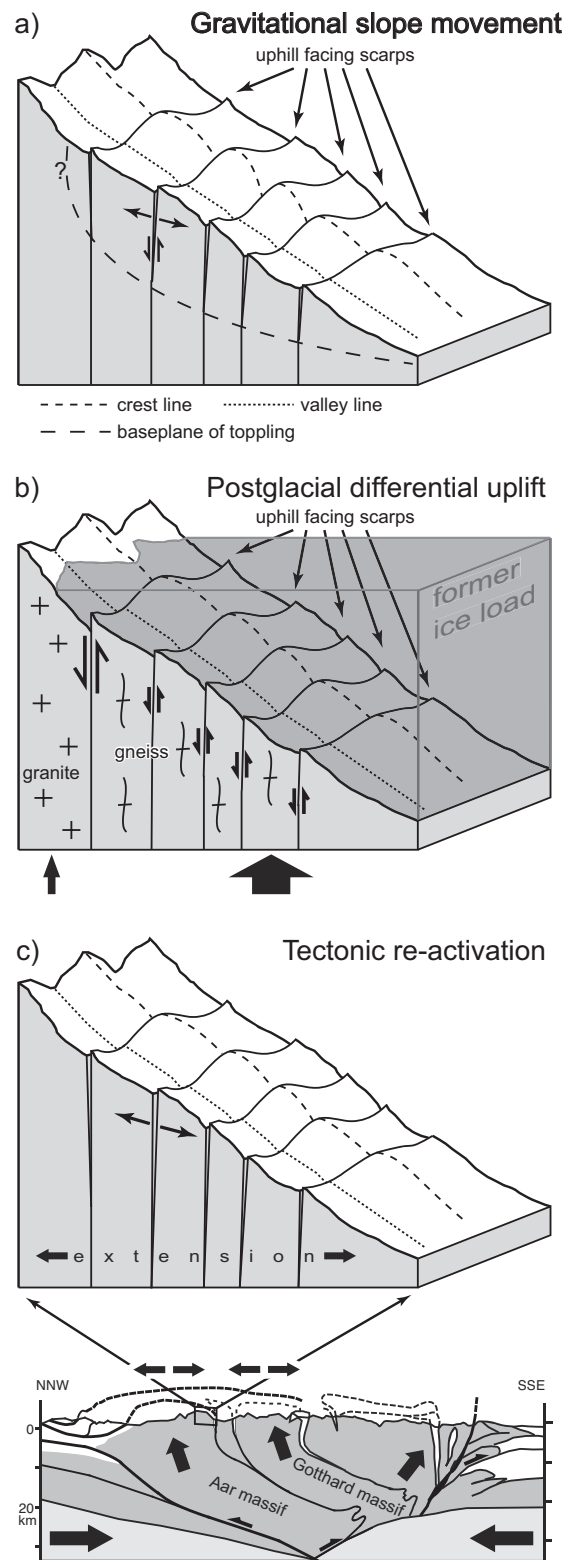 a) Gravitational slope movement
uphill facing scarps
?
crest line
valley line
baseplane of toppling
b) Postglacial differential uplift
uphill facing scarps
former
ice load
gneiss
granite
c) Tectonic re-activation
extension
NNW
SSE
0
Gotthard massif
Aar massif
20
km